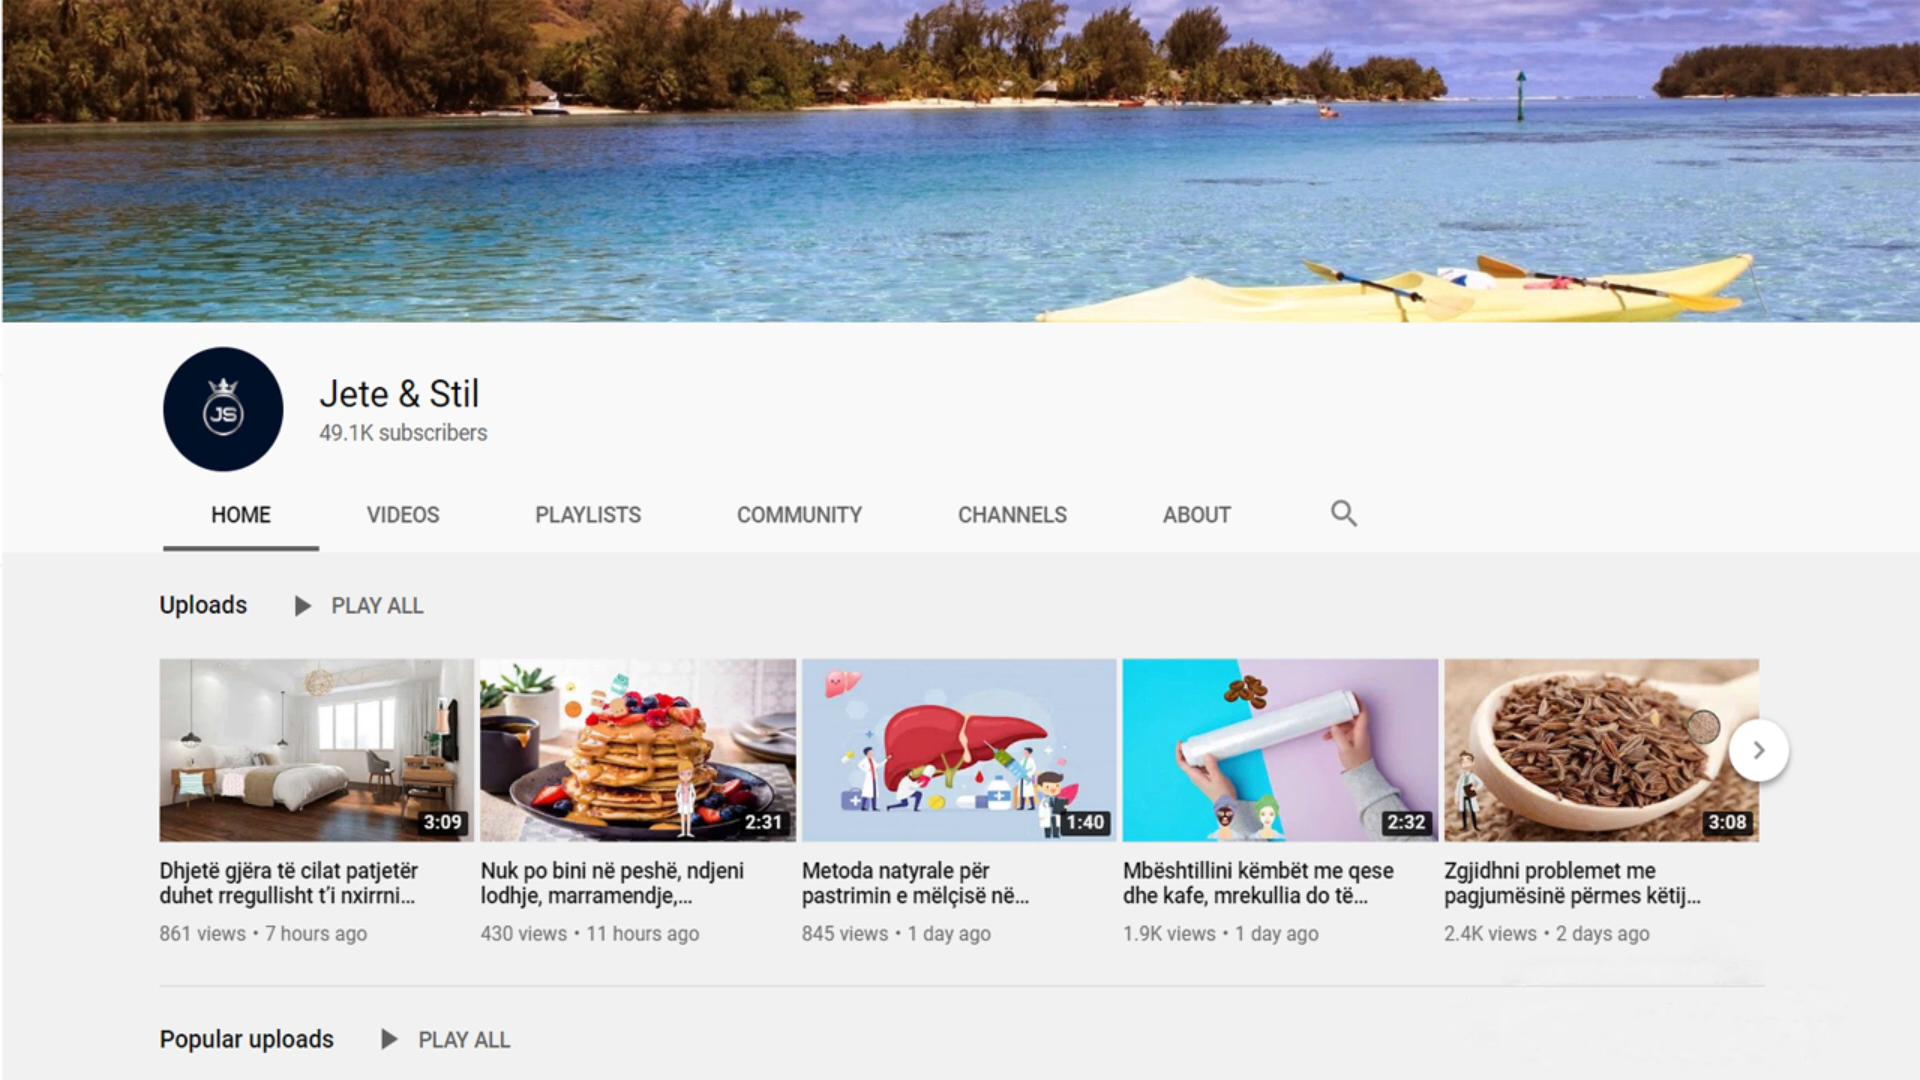 JS
Jete & Stil
49.1K subscribers
HOME VIDEOS PLAYLISTS COMMUNITY CHANNELS ABOUT
Uploads PLAY ALL
3:09 2:31 1:40 2:32 3:08
Dhjetë gjëra të cilat patjetër
duhet rregullisht t'i nxirrni...
861 views • 7 hours ago
Nuk po bini në peshë, ndjeni
lodhje, marramendje,...
430 views • 11 hours ago
Metoda natyrale për
pastrimin e mëlçisë në...
845 views • 1 day ago
Mbështillini këmbët me qese
dhe kafe, mrekullia do të...
1.9K views • 1 day ago
Zgjidhni problemet me
pagjumësinë përmes këtij...
2.4K views • 2 days ago
Popular uploads PLAY ALL